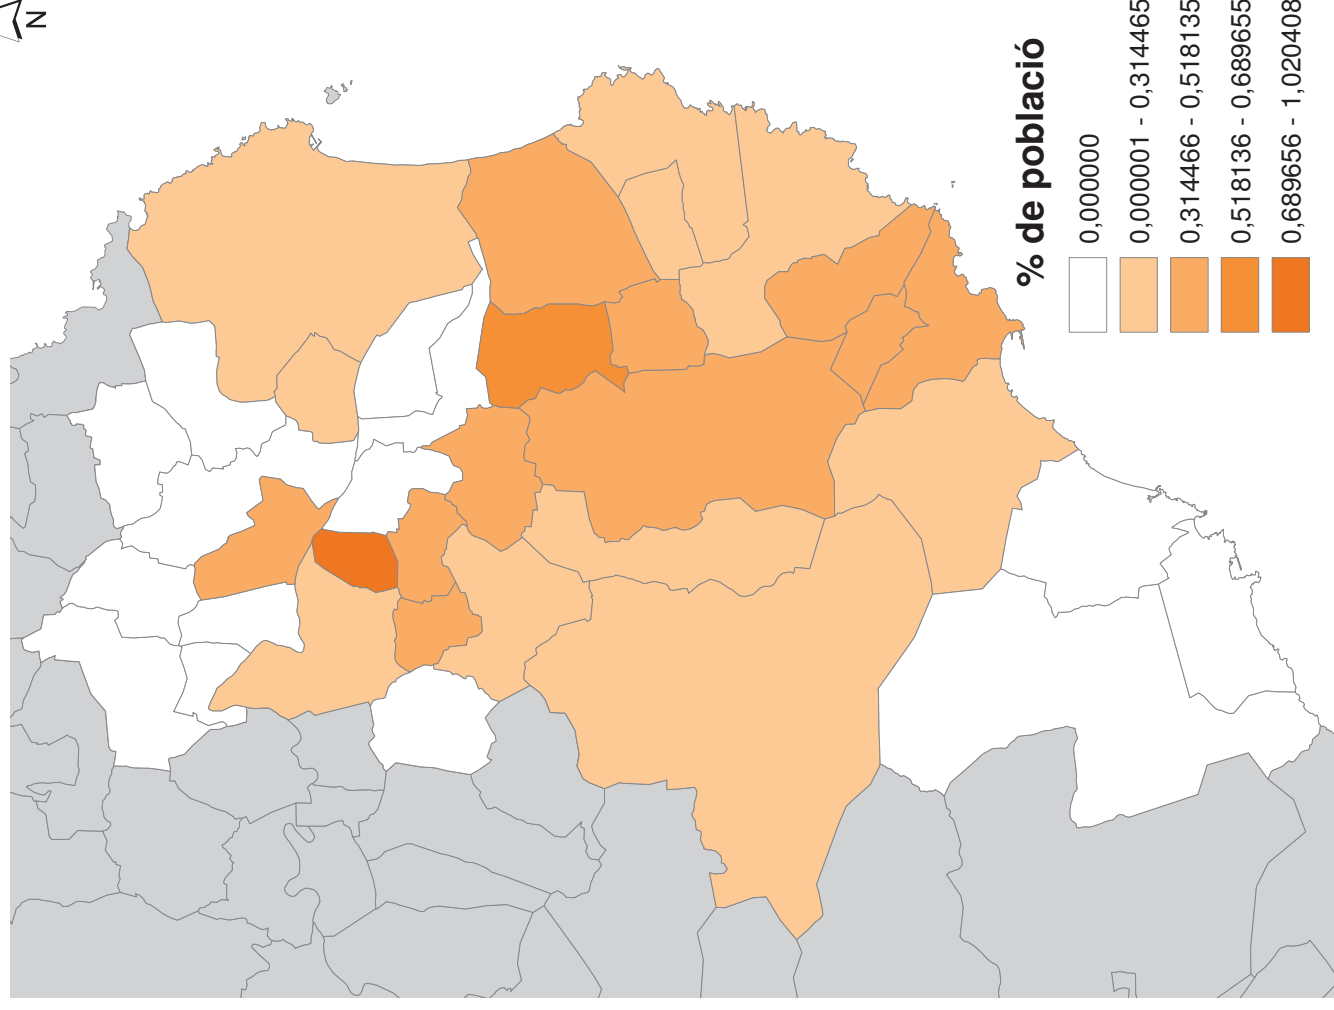 N
% de població
0,000000
0,000001 - 0,314465
0,314466 - 0,518135
0,518136 - 0,689655
0,689656 - 1,020408